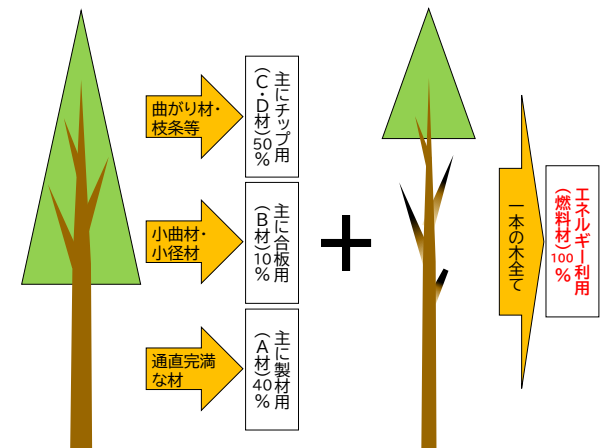 曲がり材・
枝条等
主にチップ用
（C・D材）50%
小曲材・
小径材
主に合板用
（B材）10%
通直完満
な材
主に製材用
（A材）40%
+
一本の木全て
エネルギー利用
（燃料材）100%